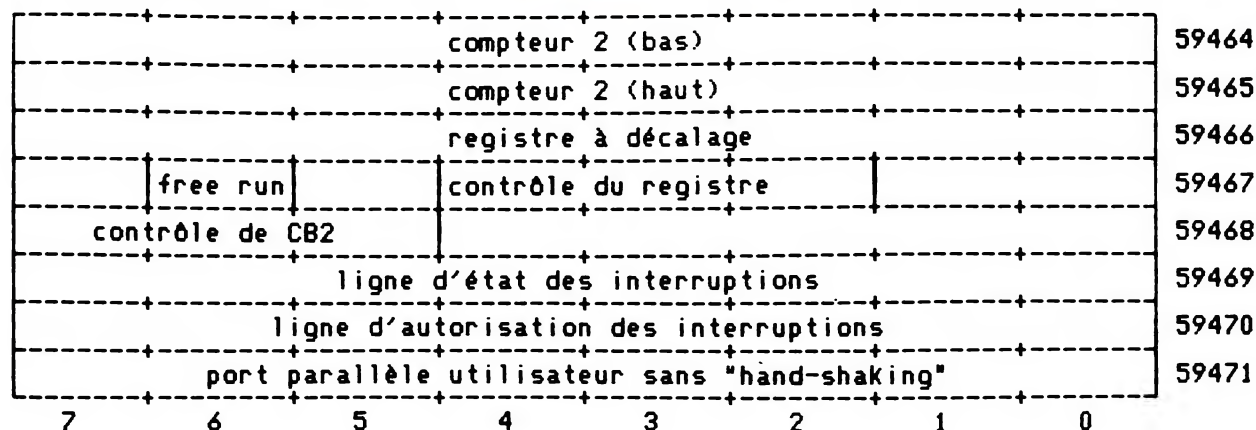 compteur 2 (bas) 59464
compteur 2 (haut) 59465
registre à décalage 59466
free run contrôle du registre 59467
contrôle de CB2 59468
ligne d'état des interruptions 59469
ligne d'autorisation des interruptions 59470
port parallèle utilisateur sans "hand-shaking" 59471
7 6 5 4 3 2 1 0